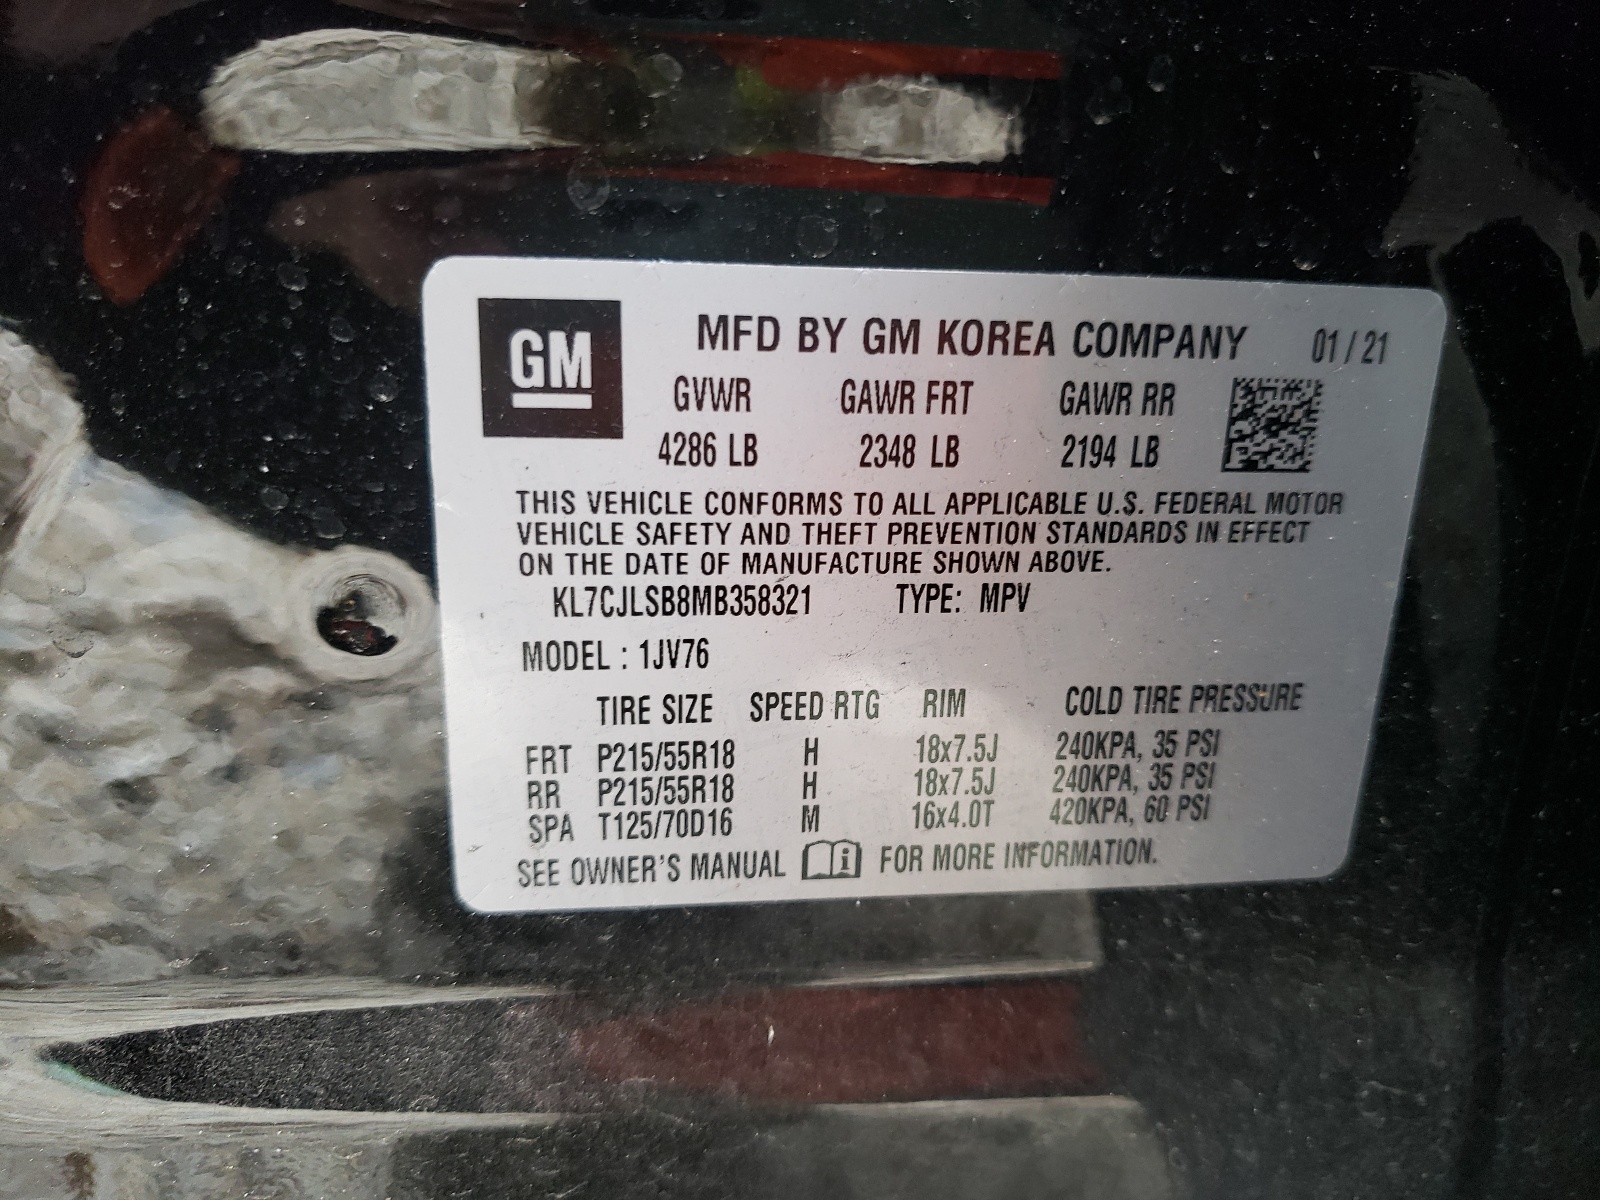 GM
MFD BY GM KOREA COMPANY 01/21
GVWR GAWR FRT GAWR RR
4286 LB 2348 LB 2194 LB
THIS VEHICLE CONFORMS TO ALL APPLICABLE U.S. FEDERAL MOTOR
VEHICLE SAFETY AND THEFT PREVENTION STANDARDS IN EFFECT
ON THE DATE OF MANUFACTURE SHOWN ABOVE.
KL7CJLSB8MB358321 TYPE: MPV
MODEL : 1JV76
TIRE SIZE SPEED RTG RIM COLD TIRE PRESSURE
FRT P215/55R18 H 18x7.5J 240KPA, 35 PSI
RR P215/55R18 H 18x7.5J 240KPA, 35 PSI
SPA T125/70D16 M 16x4.0T 420KPA, 60 PSI
SEE OWNER'S MANUAL FOR MORE INFORMATION.